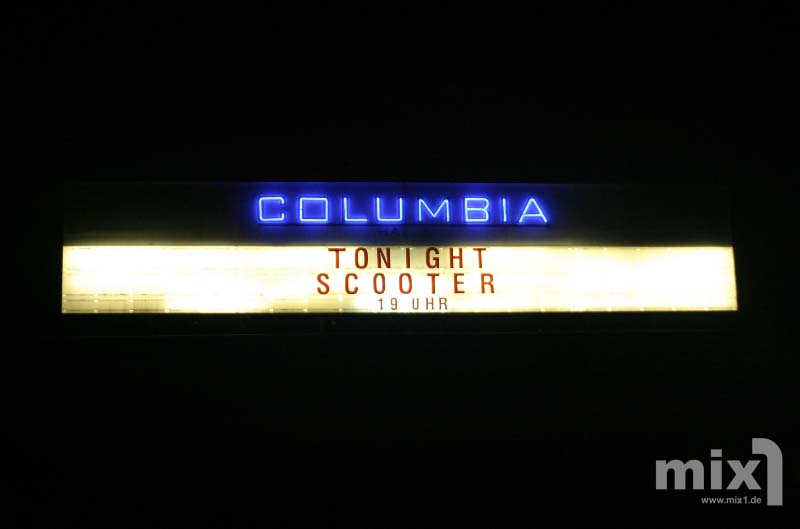 COLUMBIA
TONIGHT
SCOOTER
19 UHR
mix1
www.mix1.de